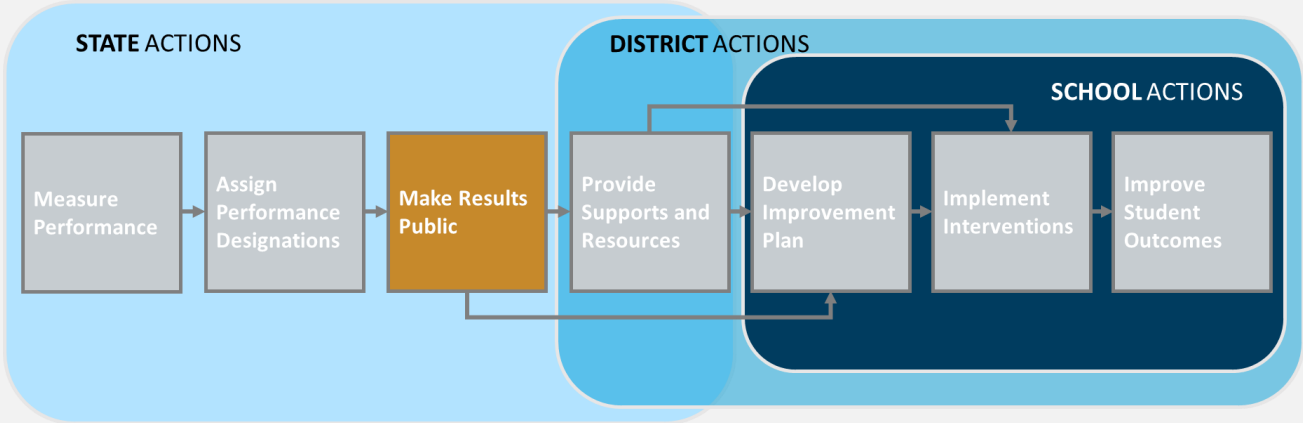 STATE ACTIONS
DISTRICT ACTIONS
SCHOOL ACTIONS
Measure
Performance
Assign
Performance
Designations
Make Results
Public
Provide
Supports and
Resources
Develop
Improvement
Plan
Implement
Interventions
Improve
Student
Outcomes